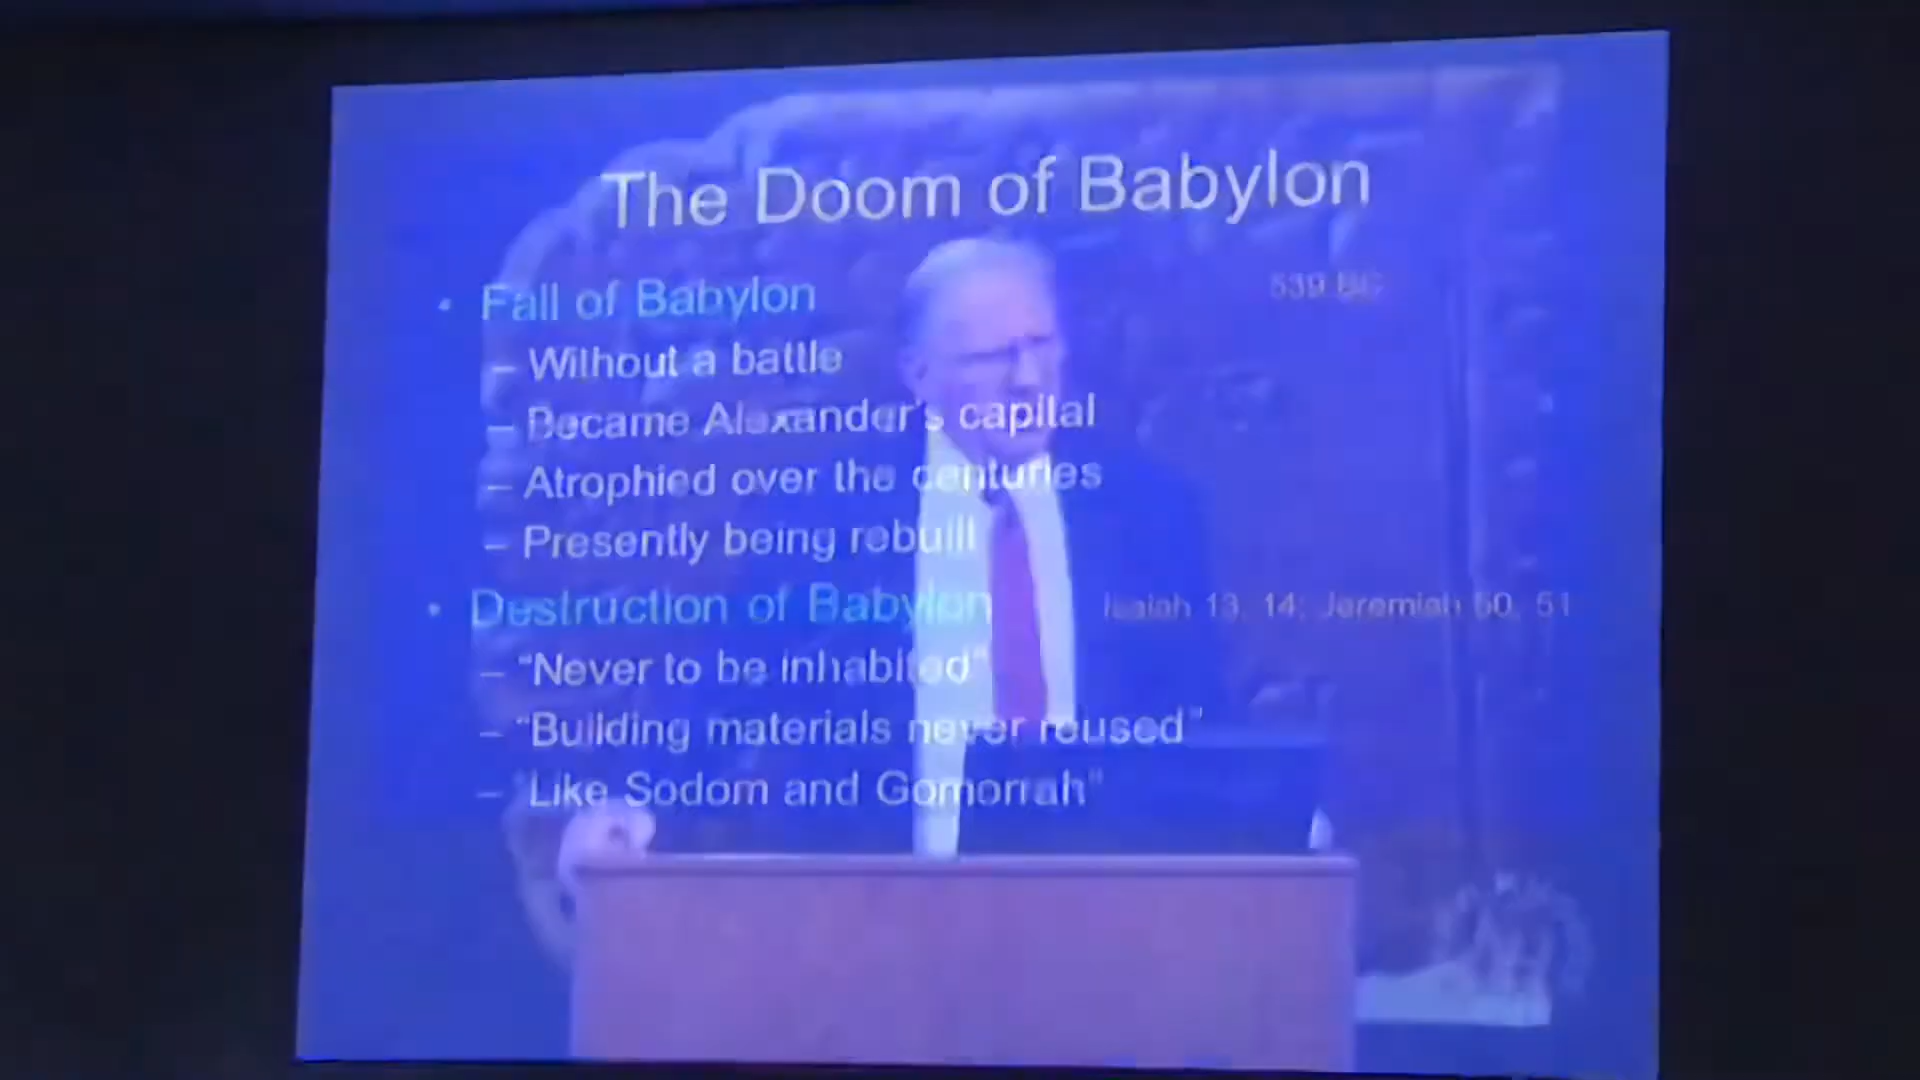 The Doom of Babylon
• Fall of Babylon 539 BC
– Without a battle
– Became Alexander's capital
– Atrophied over the centuries
– Presently being rebuilt
• Destruction of Babylon Isaiah 13, 14; Jeremiah 50, 51
– “Never to be inhabited”
– “Building materials never reused”
– “Like Sodom and Gomorrah”